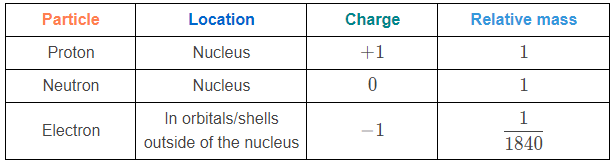 Particle Location Charge Relative mass
Proton Nucleus +1 1
Neutron Nucleus 0 1
Electron In orbitals/shells outside of the nucleus −1 1/1840